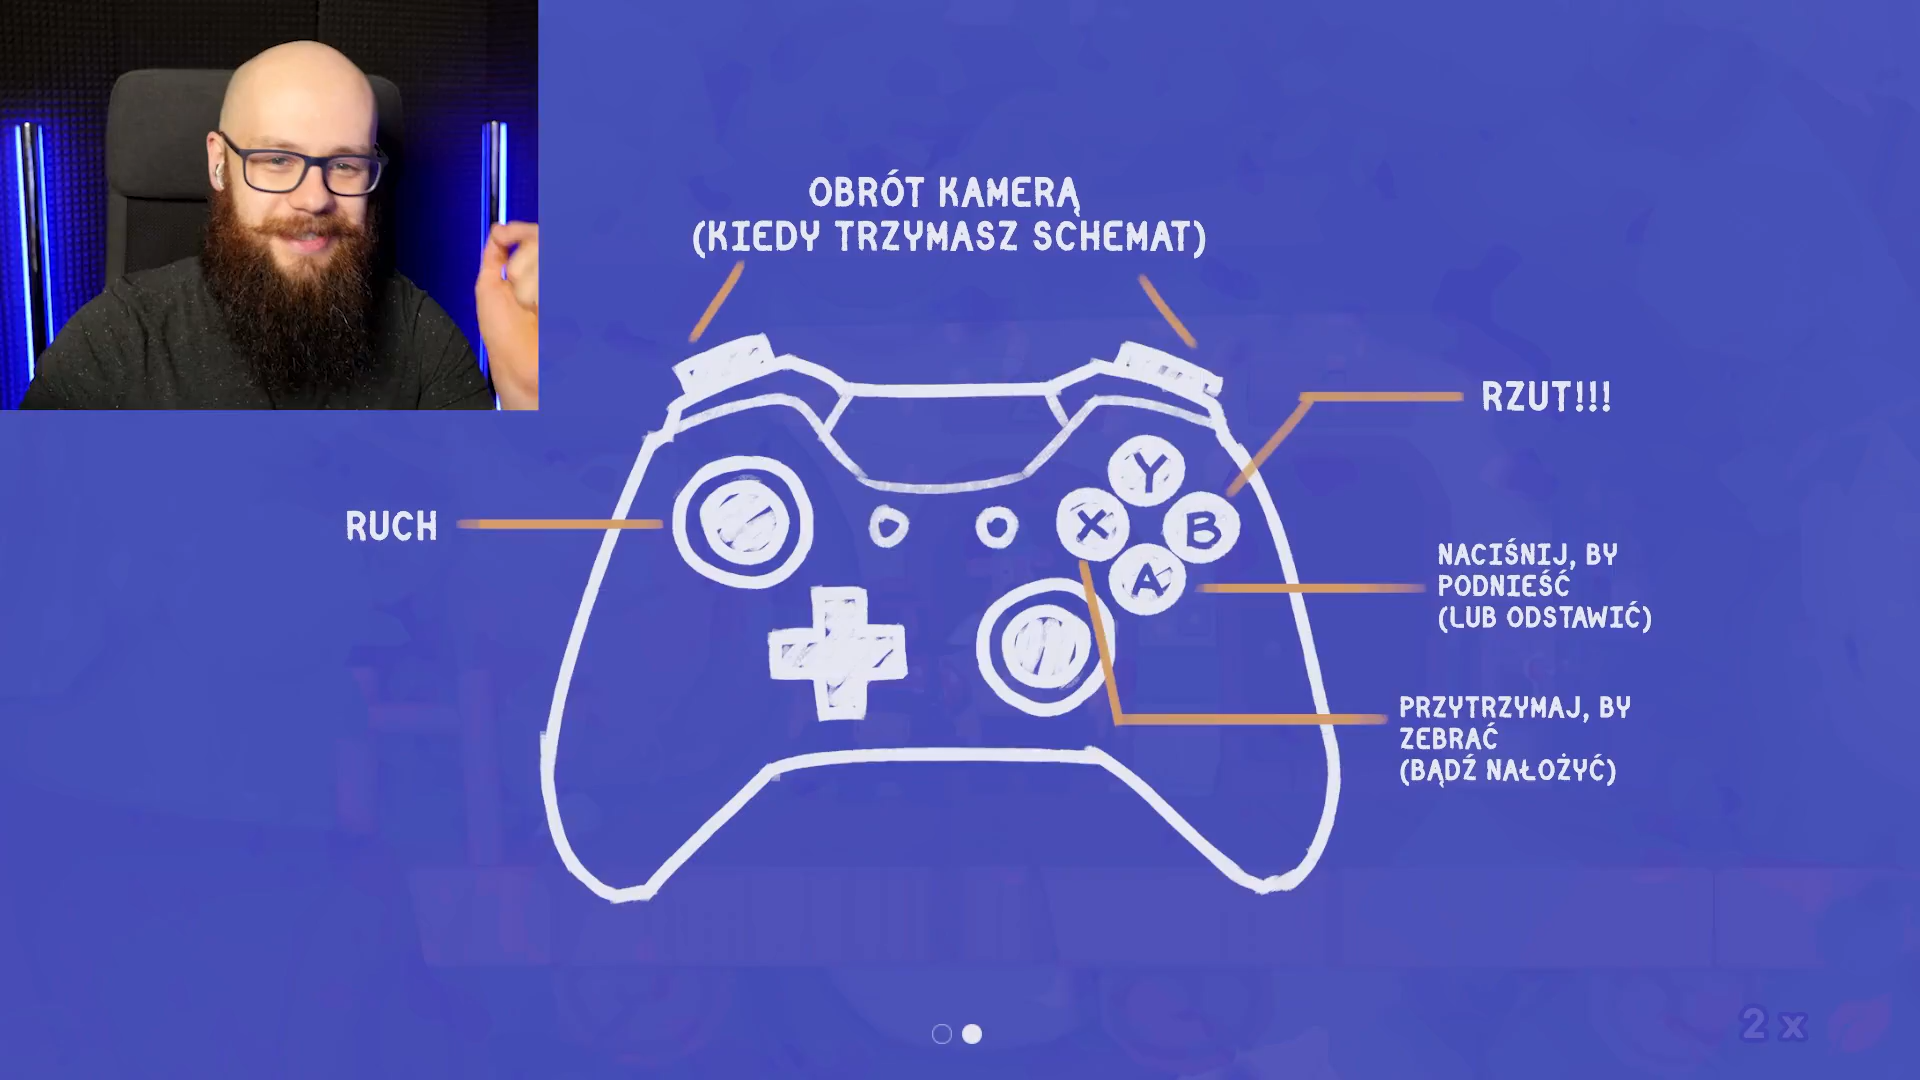 OBRÓT KAMERĄ
(KIEDY TRZYMASZ SCHEMAT)
RZUT!!!
RUCH
Y
X
B
A
NACIŚNIJ, BY
PODNIEŚĆ
(LUB ODSTAWIĆ)
PRZYTRZYMAJ, BY
ZEBRAĆ
(BĄDŹ NAŁOŻYĆ)
2 x